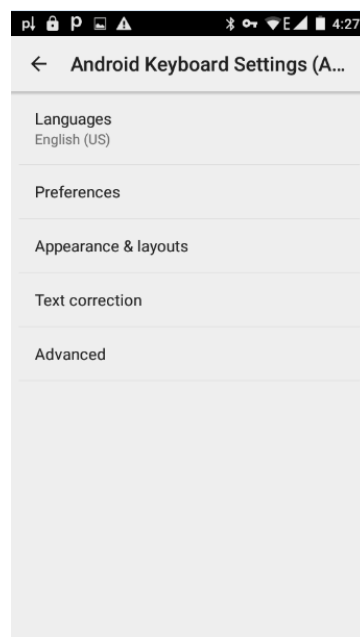 E 4:27
Android Keyboard Settings (A...
Languages
English (US)
Preferences
Appearance & layouts
Text correction
Advanced